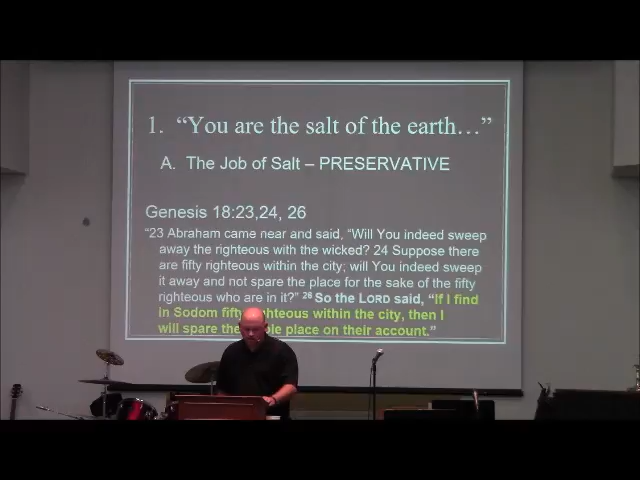 1. “You are the salt of the earth…”
A. The Job of Salt – PRESERVATIVE
Genesis 18:23,24, 26
“23 Abraham came near and said, “Will You indeed sweep
away the righteous with the wicked? 24 Suppose there
are fifty righteous within the city; will You indeed sweep
it away and not spare the place for the sake of the fifty
righteous who are in it?” 26 So the LORD said, “If I find
in Sodom fifty righteous within the city, then I
will spare the place on their account.”